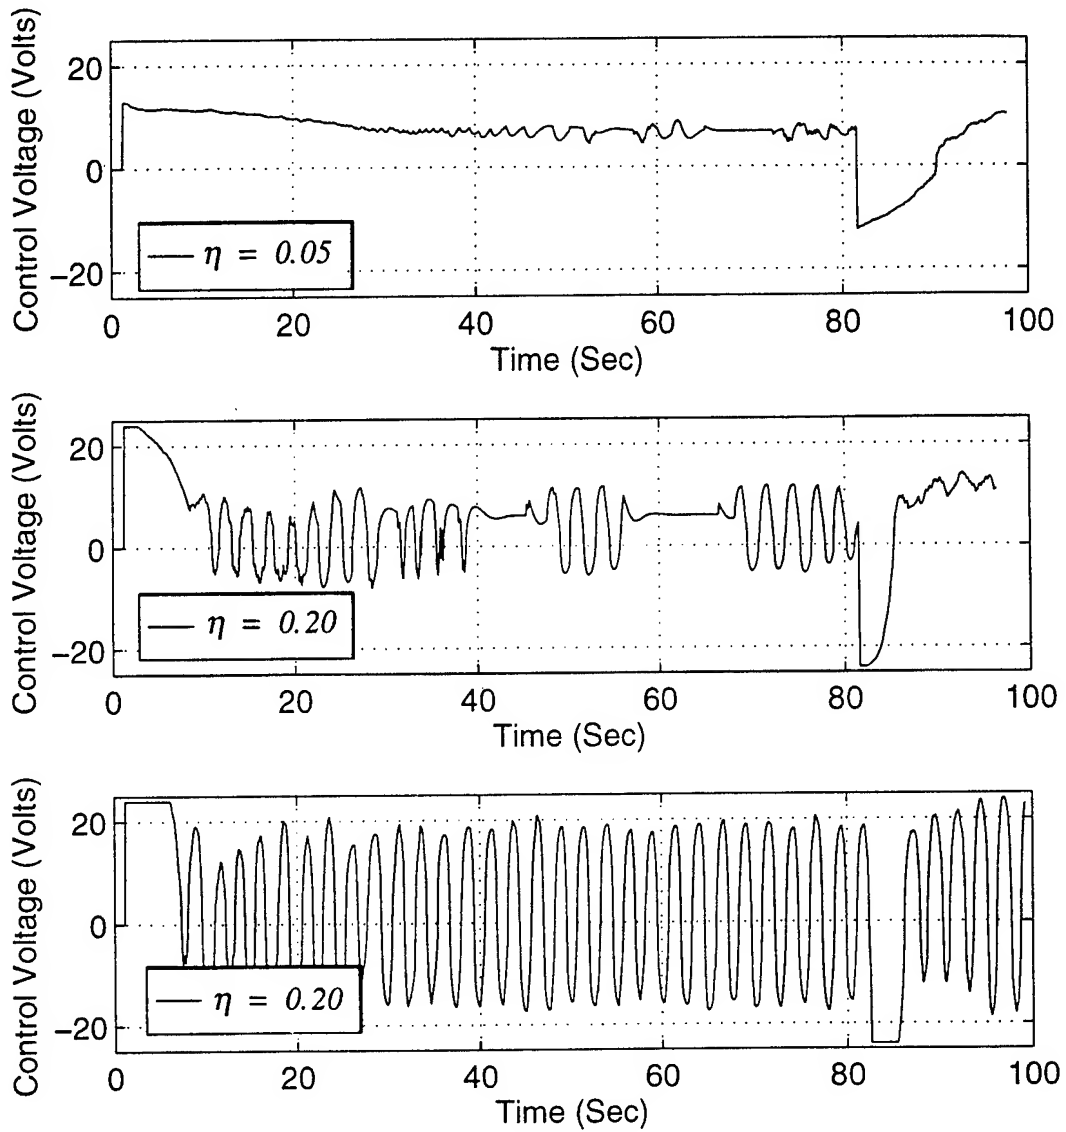 Control Voltage (Volts)
20
0
−20
η = 0.05
0 20 40 60 80 100
Time (Sec)
Control Voltage (Volts)
20
0
−20
η = 0.20
0 20 40 60 80 100
Time (Sec)
Control Voltage (Volts)
20
0
−20
η = 0.20
0 20 40 60 80 100
Time (Sec)